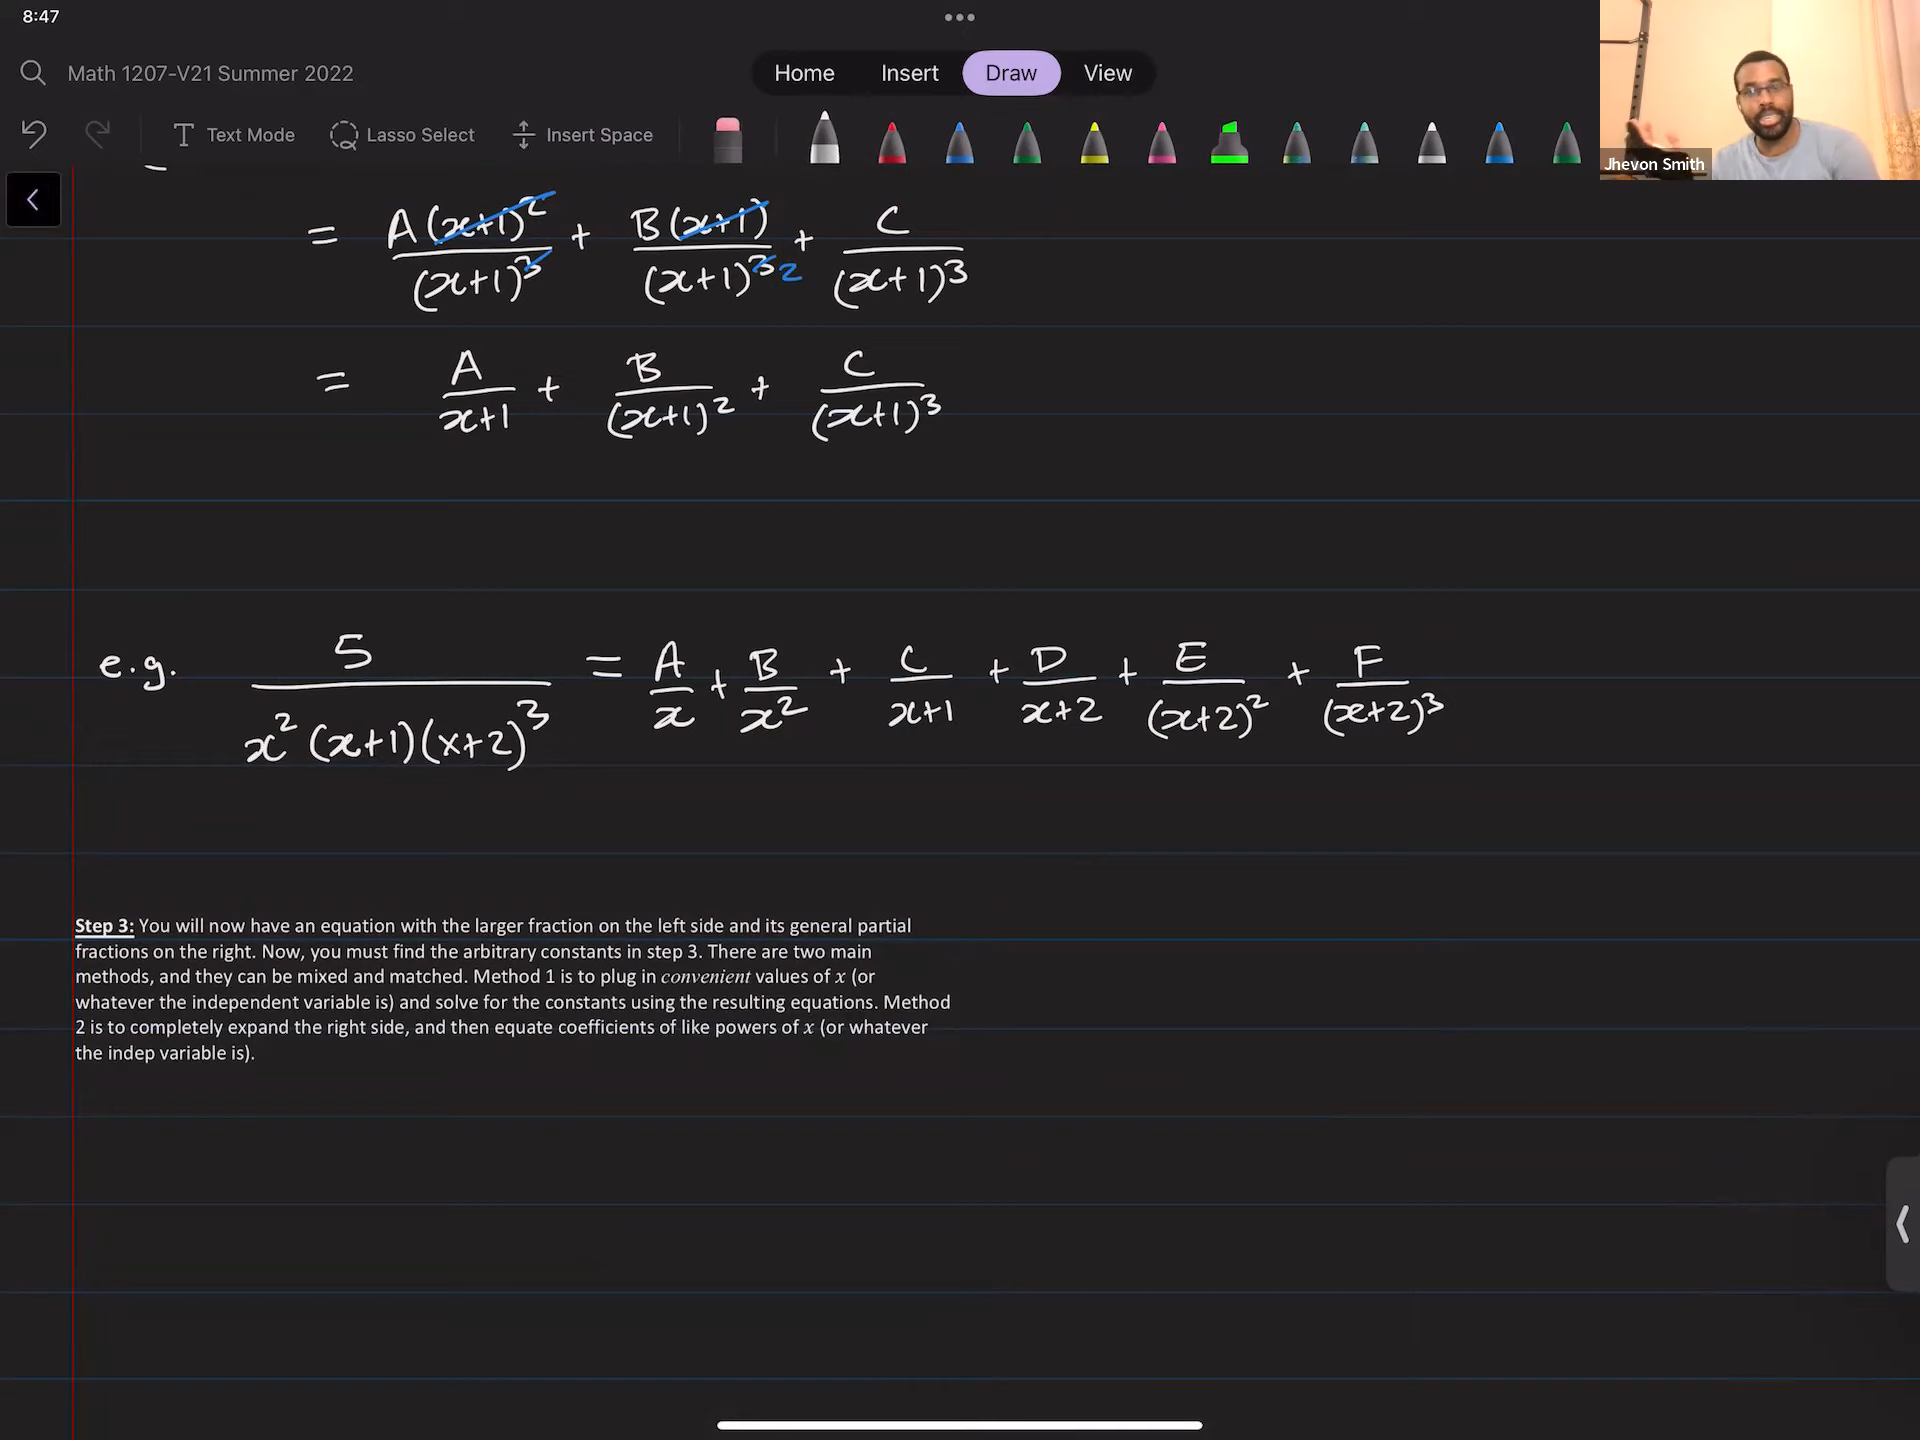 8:47
Math 1207-V21 Summer 2022
Home Insert Draw View
Text Mode Lasso Select Insert Space
Jhevon Smith
= A(x+1)²/(x+1)³ + B(x+1)/(x+1)³ 2 + C/(x+1)³
= A/(x+1) + B/(x+1)² + C/(x+1)³
e.g. 5/(x²(x+1)(x+2)³) = A/x + B/x² + C/(x+1) + D/(x+2) + E/(x+2)² + F/(x+2)³
Step 3: You will now have an equation with the larger fraction on the left side and its general partial
fractions on the right. Now, you must find the arbitrary constants in step 3. There are two main
methods, and they can be mixed and matched. Method 1 is to plug in convenient values of x (or
whatever the independent variable is) and solve for the constants using the resulting equations. Method
2 is to completely expand the right side, and then equate coefficients of like powers of x (or whatever
the indep variable is).